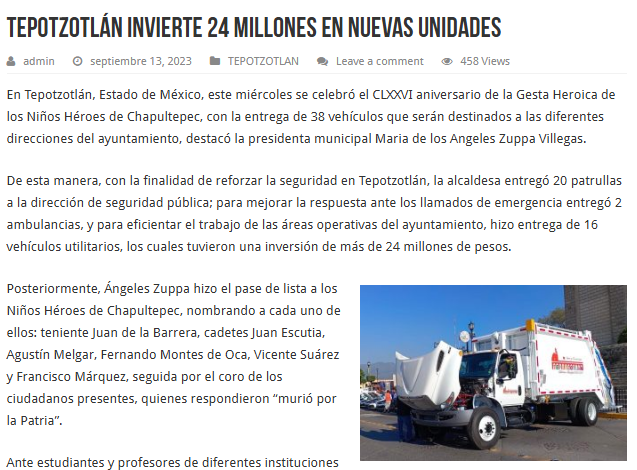 TEPOTZOTLÁN INVIERTE 24 MILLONES EN NUEVAS UNIDADES
admin septiembre 13, 2023 TEPOTZOTLAN Leave a comment 458 Views
En Tepotzotlán, Estado de México, este miércoles se celebró el CLXXVI aniversario de la Gesta Heroica de
los Niños Héroes de Chapultepec, con la entrega de 38 vehículos que serán destinados a las diferentes
direcciones del ayuntamiento, destacó la presidenta municipal Maria de los Angeles Zuppa Villegas.
De esta manera, con la finalidad de reforzar la seguridad en Tepotzotlán, la alcaldesa entregó 20 patrullas
a la dirección de seguridad pública; para mejorar la respuesta ante los llamados de emergencia entregó 2
ambulancias, y para eficientar el trabajo de las áreas operativas del ayuntamiento, hizo entrega de 16
vehículos utilitarios, los cuales tuvieron una inversión de más de 24 millones de pesos.
Posteriormente, Ángeles Zuppa hizo el pase de lista a los
Niños Héroes de Chapultepec, nombrando a cada uno de
ellos: teniente Juan de la Barrera, cadetes Juan Escutia,
Agustín Melgar, Fernando Montes de Oca, Vicente Suárez
y Francisco Márquez, seguida por el coro de los
ciudadanos presentes, quienes respondieron “murió por
la Patria”.
Ante estudiantes y profesores de diferentes instituciones